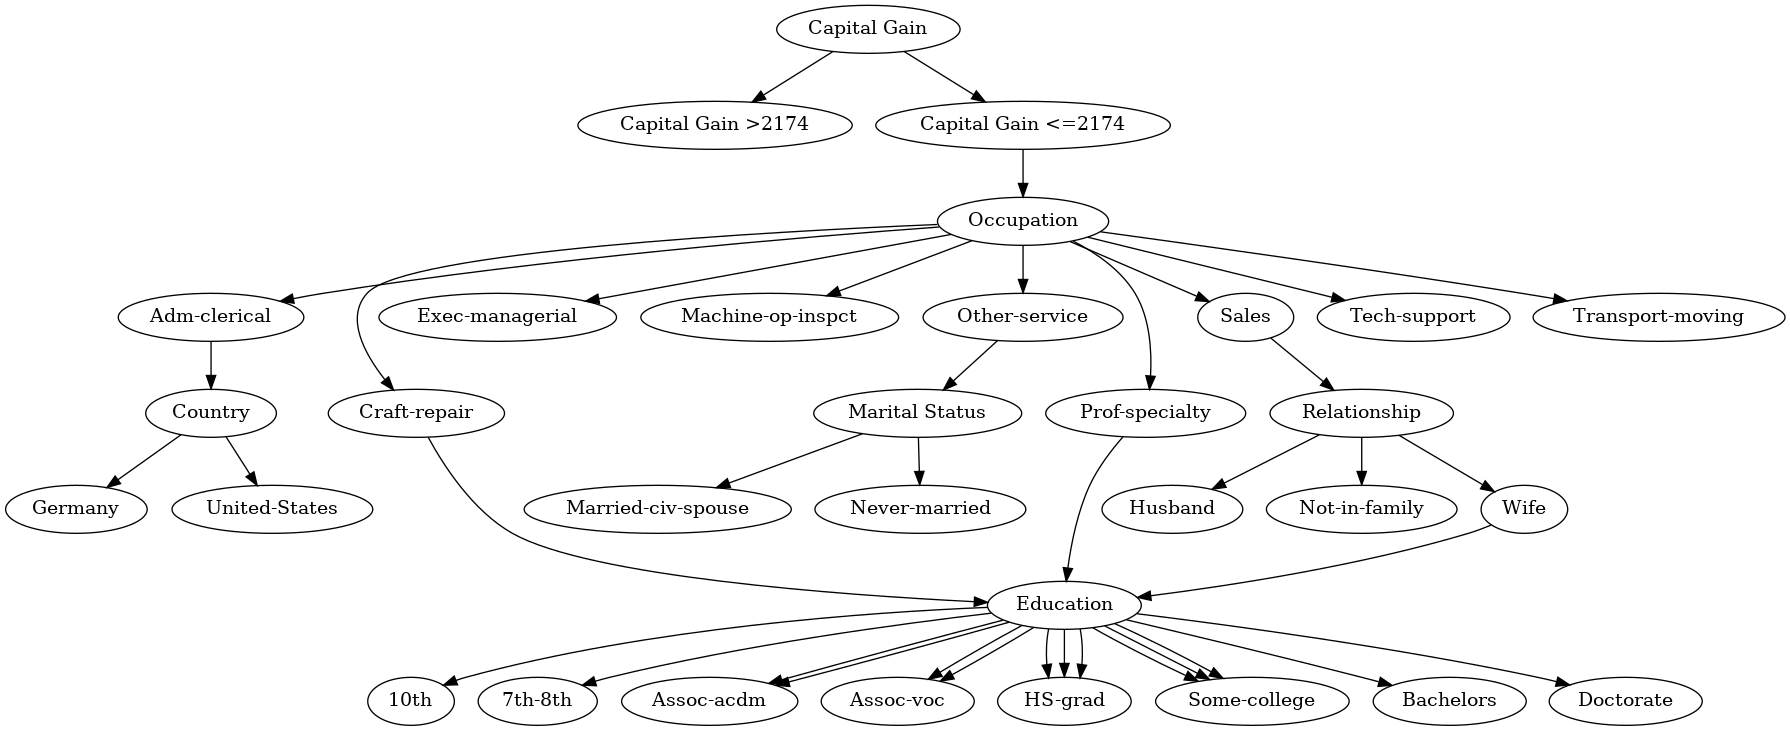 Capital Gain
Capital Gain >2174
Capital Gain <=2174
Occupation
Adm-clerical
Exec-managerial
Machine-op-inspct
Other-service
Sales
Tech-support
Transport-moving
Country
Craft-repair
Marital Status
Prof-specialty
Relationship
Germany
United-States
Married-civ-spouse
Never-married
Husband
Not-in-family
Wife
Education
10th
7th-8th
Assoc-acdm
Assoc-voc
HS-grad
Some-college
Bachelors
Doctorate